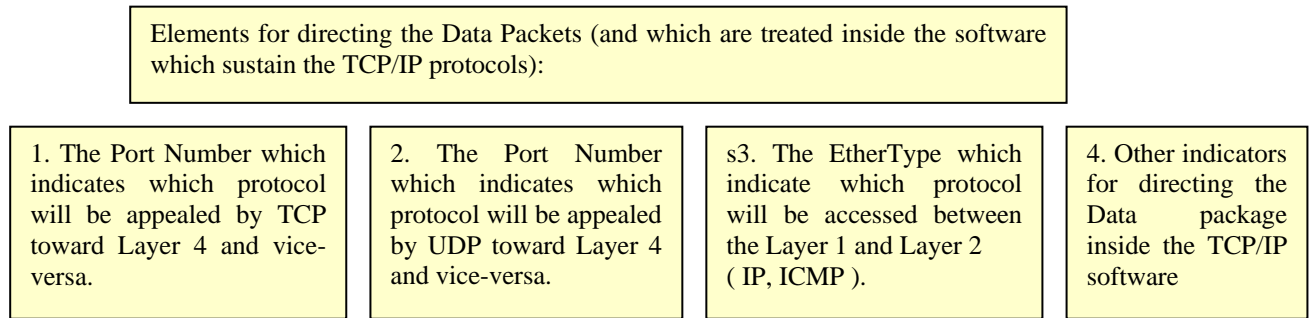 Elements for directing the Data Packets (and which are treated inside the software
which sustain the TCP/IP protocols):
1. The Port Number which
indicates which protocol
will be appealed by TCP
toward Layer 4 and vice-
versa.
2. The Port Number
which indicates which
protocol will be appealed
by UDP toward Layer 4
and vice-versa.
s3. The EtherType which
indicate which protocol
will be accessed between
the Layer 1 and Layer 2
( IP, ICMP ).
4. Other indicators
for directing the
Data package
inside the TCP/IP
software